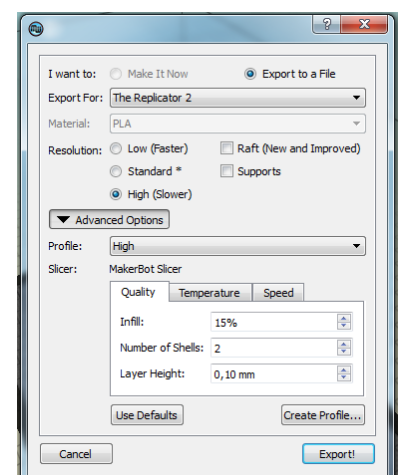 I want to: Make It Now Export to a File
Export For: The Replicator 2
Material: PLA
Resolution: Low (Faster) Raft (New and Improved)
Standard * Supports
High (Slower)
Advanced Options
Profile: High
Slicer: MakerBot Slicer
Quality Temperature Speed
Infill: 15%
Number of Shells: 2
Layer Height: 0,10 mm
Use Defaults Create Profile...
Cancel Export!